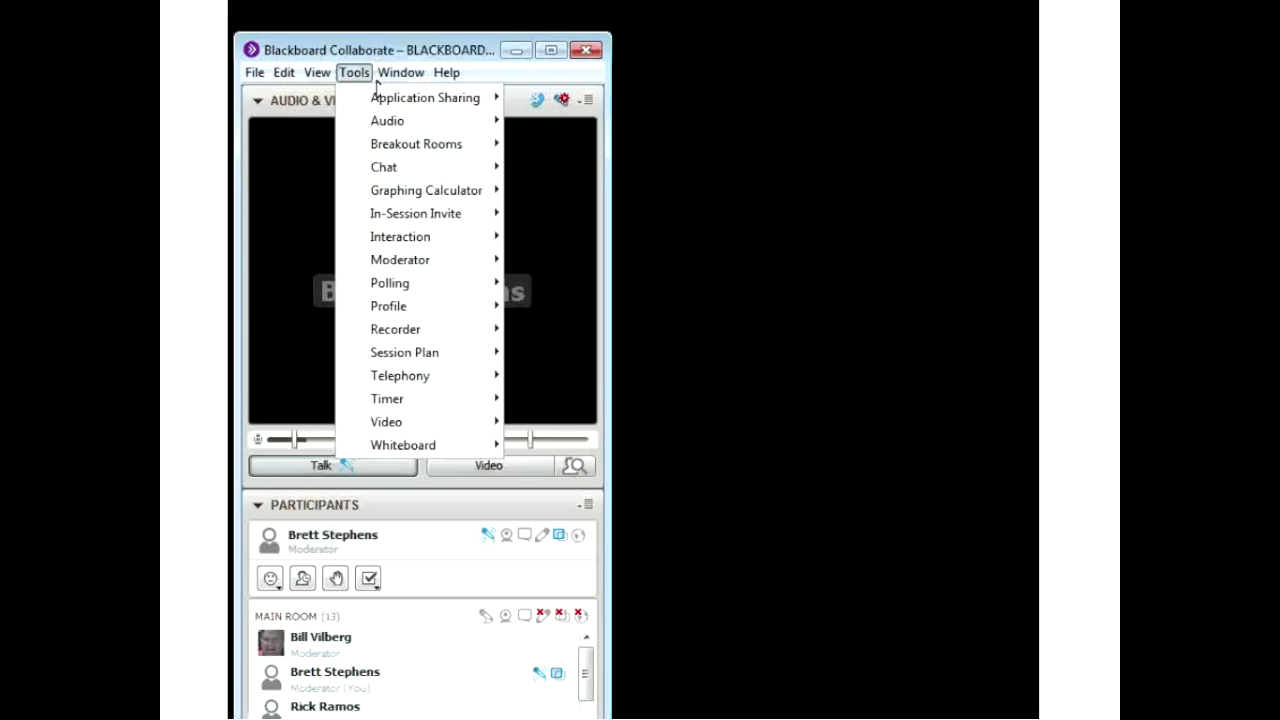 Blackboard Collaborate – BLACKBOARD...
File Edit View Tools Window Help
AUDIO & VI
Application Sharing
Audio
Breakout Rooms
Chat
Graphing Calculator
In-Session Invite
Interaction
Moderator
Polling
Profile
Recorder
Session Plan
Telephony
Timer
Video
Whiteboard
B ns
Talk Video
PARTICIPANTS
Brett Stephens
Moderator
MAIN ROOM (13)
Bill Vilberg
Moderator
Brett Stephens
Moderator (You)
Rick Ramos